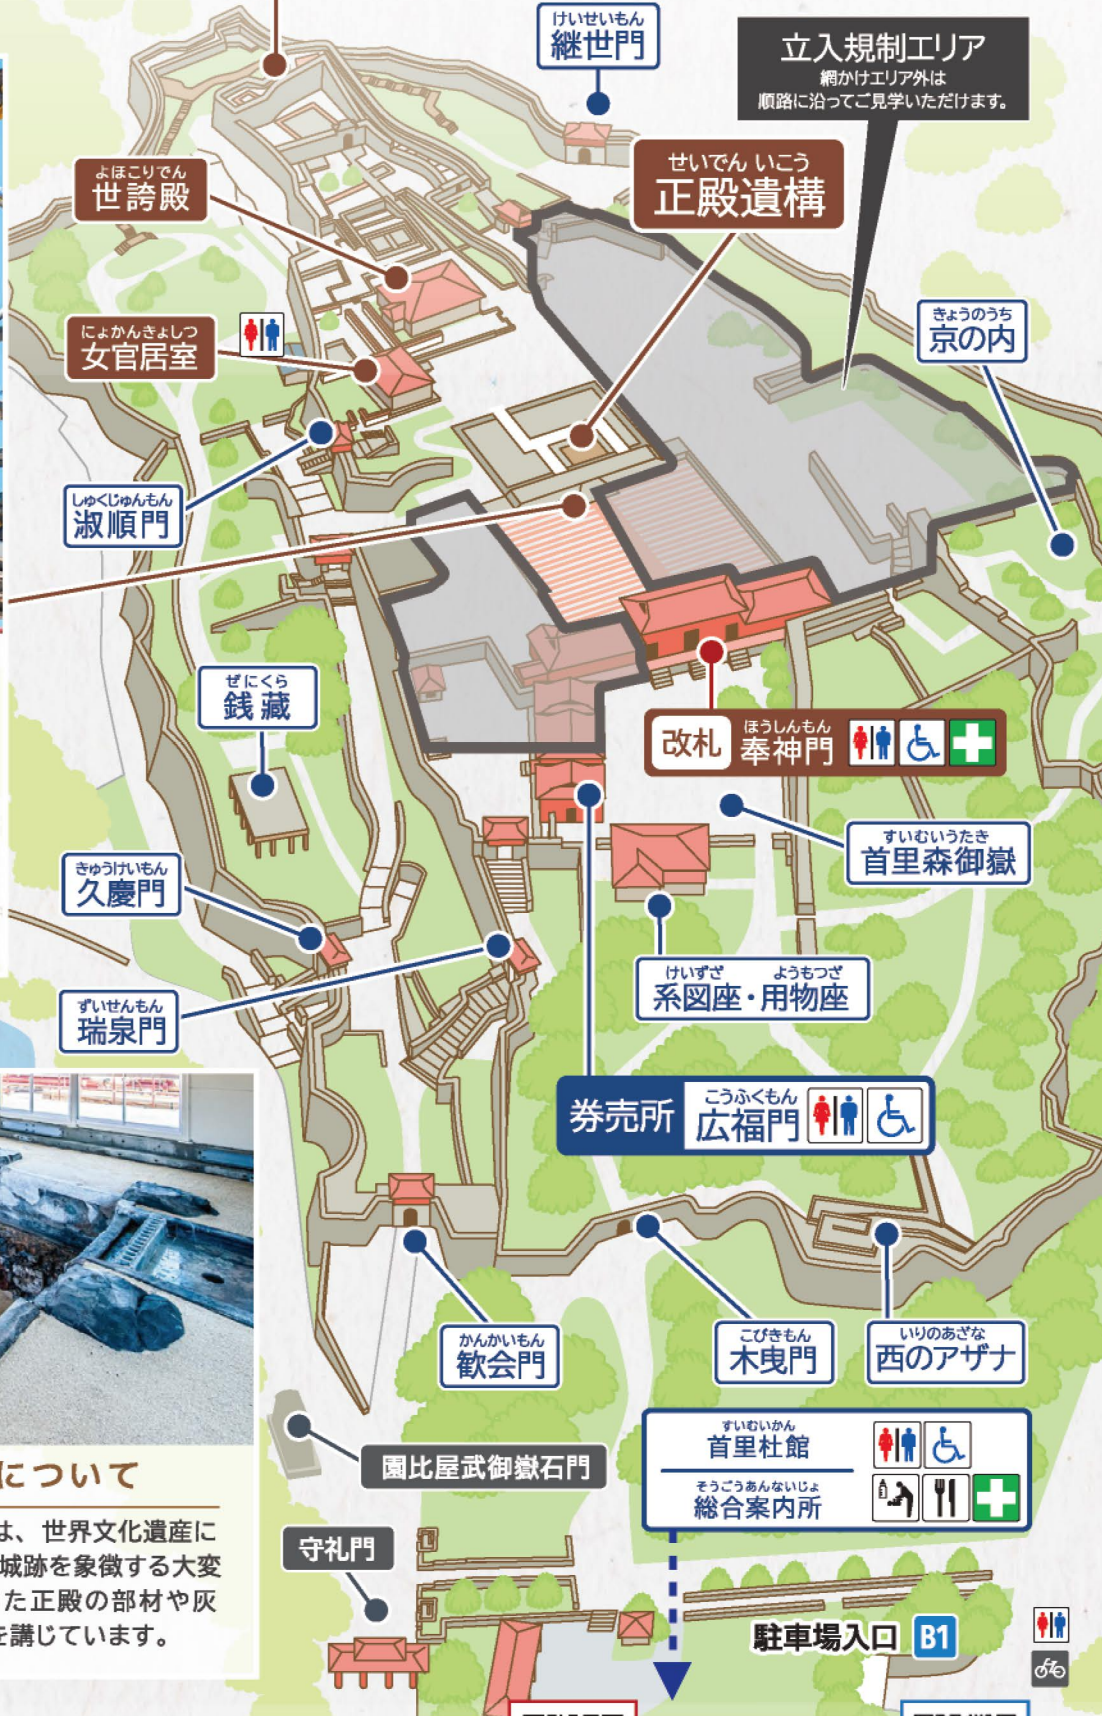 けいせいもん
継世門
立入規制エリア
網かけエリア外は
順路に沿ってご見学いただけます。
よほこりでん
世誇殿
せいでん いこう
正殿遺構
にょかんきょしつ
女官居室
きょうのうち
京の内
しゅくじゅんもん
淑順門
ぜにくら
銭蔵
改札
ほうしんもん
奉神門
すいむいうたき
首里森御嶽
きゅうけいもん
久慶門
けいずざ ようもつざ
系図座・用物座
ずいせんもん
瑞泉門
券売所
こうふくもん
広福門
かんかいもん
歓会門
こびきもん
木曳門
いりのあざな
西のアザナ
すいむいかん
首里杜館
そうごうあんないじょ
総合案内所
園比屋武御嶽石門
について
は、世界文化遺産に
城跡を象徴する大変
た正殿の部材や灰
を講じています。
守礼門
駐車場入口 B1